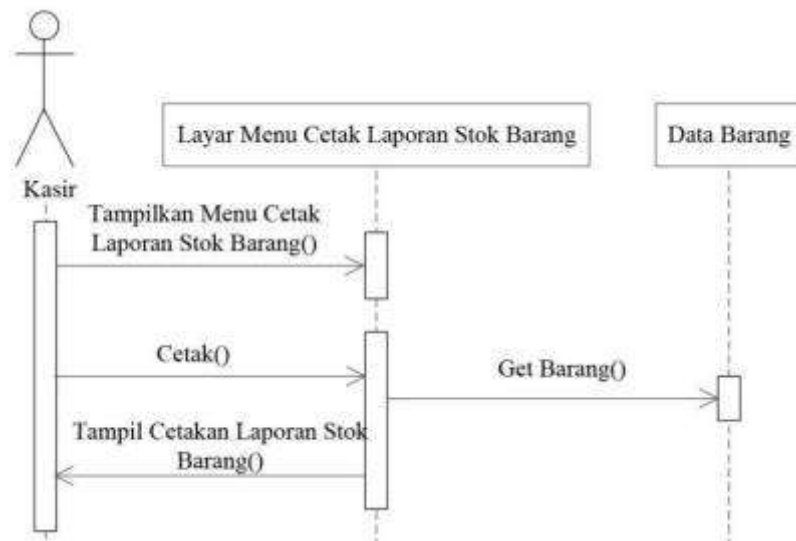 Layar Menu Cetak Laporan Stok Barang
Data Barang
Kasir
Tampilkan Menu Cetak
Laporan Stok Barang()
Cetak()
Get Barang()
Tampil Cetakan Laporan Stok
Barang()